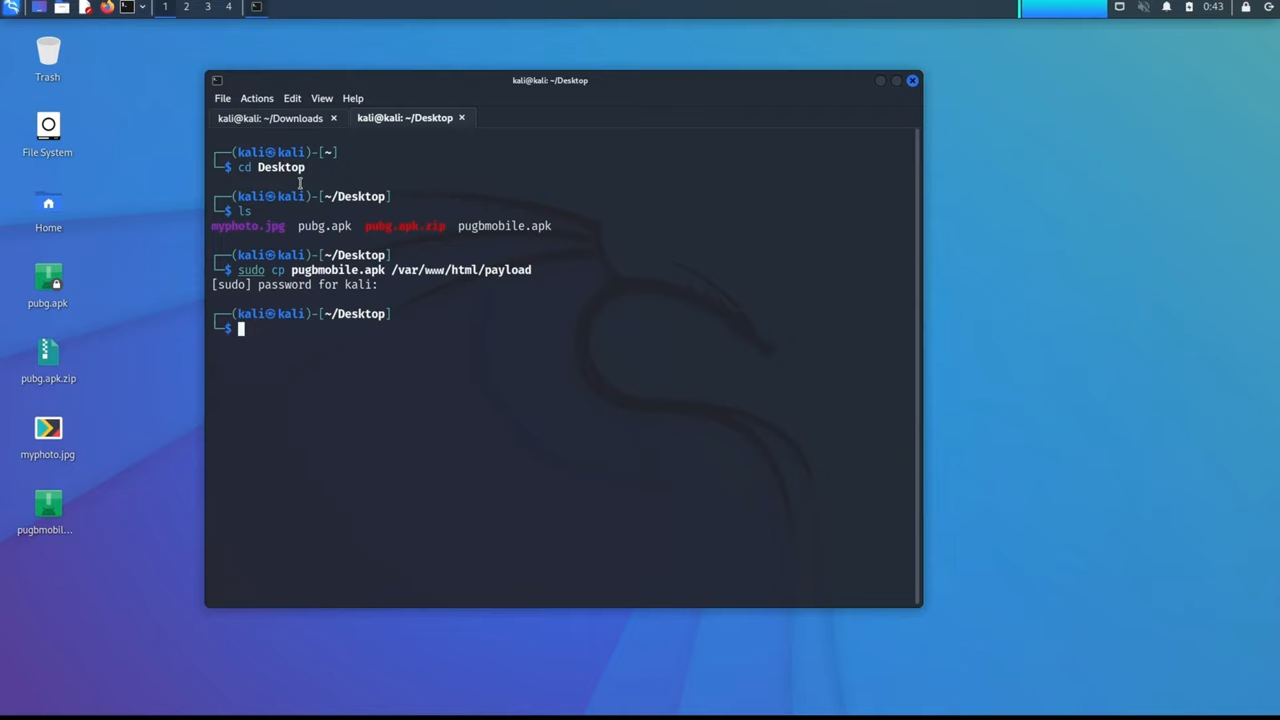 1 2 3 4
0:43
Trash
File System
Home
pubg.apk
pubg.apk.zip
myphoto.jpg
pugbmobil...
kali@kali: ~/Desktop
File Actions Edit View Help
kali@kali: ~/Downloads × kali@kali: ~/Desktop ×
┌──(kali㉿kali)-[~]
└─$ cd Desktop
┌──(kali㉿kali)-[~/Desktop]
└─$ ls
myphoto.jpg pubg.apk pubg.apk.zip pugbmobile.apk
┌──(kali㉿kali)-[~/Desktop]
└─$ sudo cp pugbmobile.apk /var/www/html/payload
[sudo] password for kali:
┌──(kali㉿kali)-[~/Desktop]
└─$